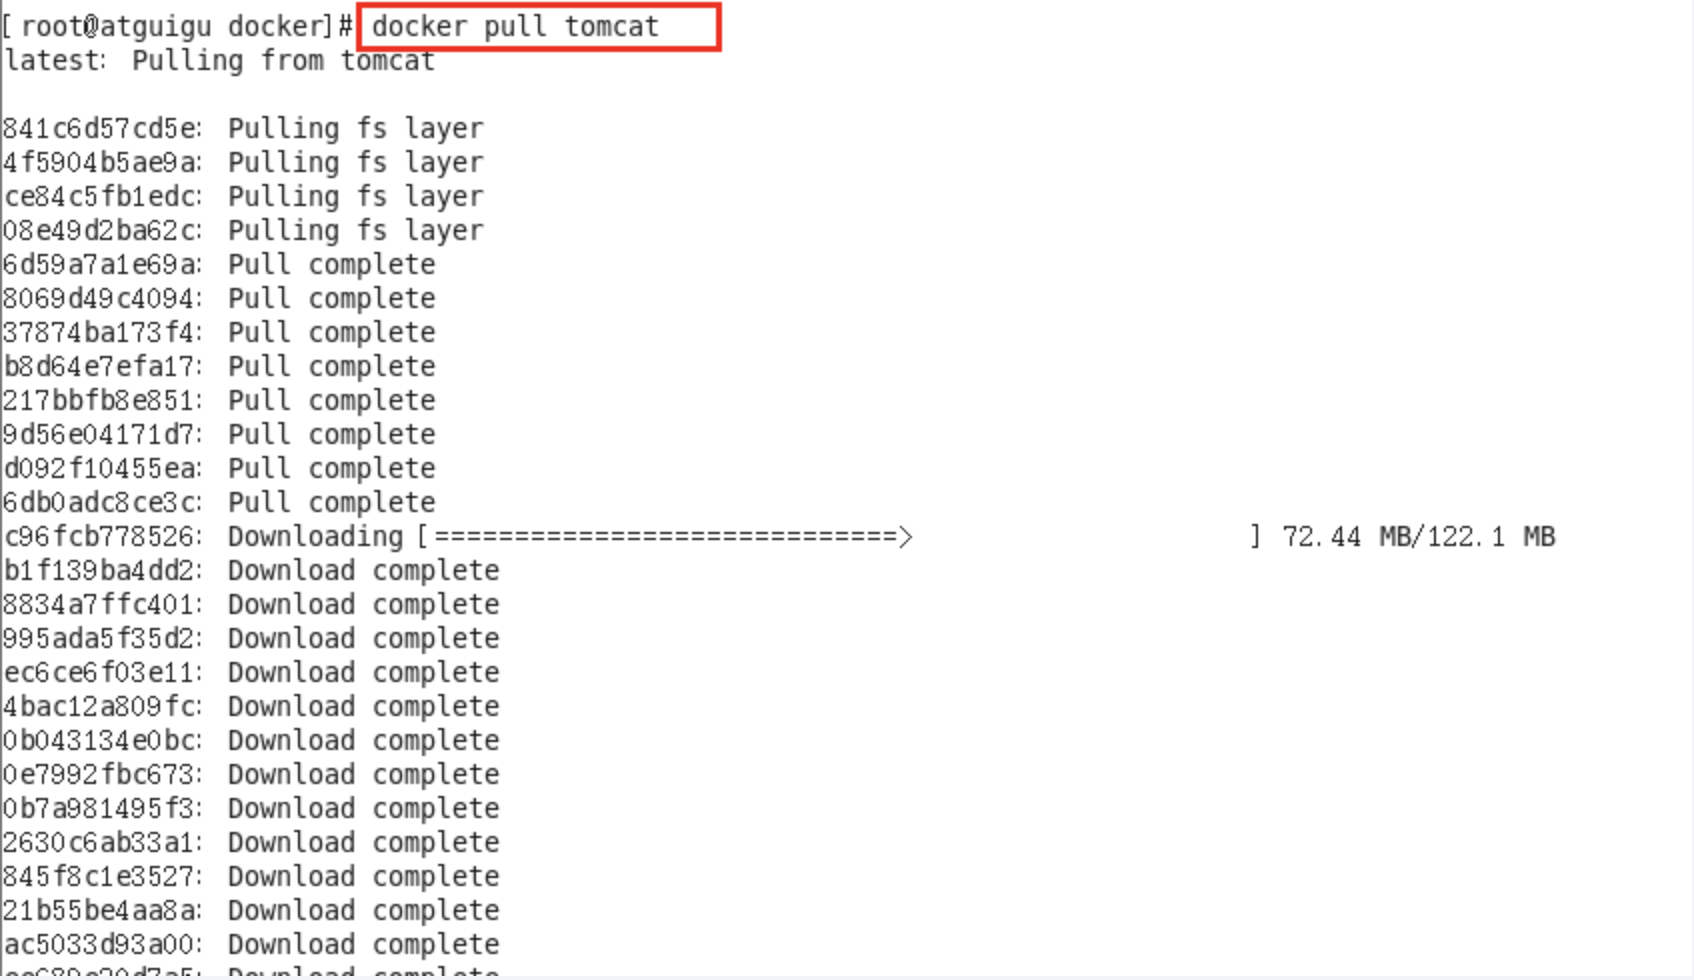 [root@atguigu docker]# docker pull tomcat
latest: Pulling from tomcat
841c6d57cd5e: Pulling fs layer
4f5904b5ae9a: Pulling fs layer
ce84c5fb1edc: Pulling fs layer
08e49d2ba62c: Pulling fs layer
6d59a7a1e69a: Pull complete
8069d49c4094: Pull complete
37874ba173f4: Pull complete
b8d64e7efa17: Pull complete
217bbfb8e851: Pull complete
9d56e04171d7: Pull complete
d092f10455ea: Pull complete
6db0adc8ce3c: Pull complete
c96fcb778526: Downloading [=============================> ] 72.44 MB/122.1 MB
b1f139ba4dd2: Download complete
8834a7ffc401: Download complete
995ada5f35d2: Download complete
ec6ce6f03e11: Download complete
4bac12a809fc: Download complete
0b043134e0bc: Download complete
0e7992fbc673: Download complete
0b7a981495f3: Download complete
2630c6ab33a1: Download complete
845f8c1e3527: Download complete
21b55be4aa8a: Download complete
ac5033d93a00: Download complete
Download complete